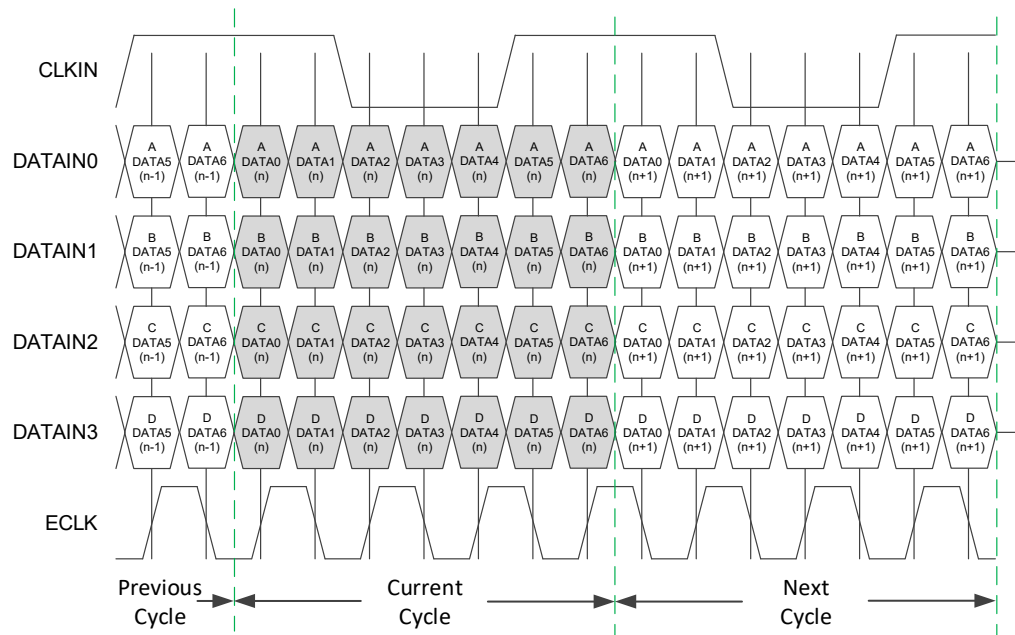 CLKIN
DATAIN0
A A A A A A A A A A A A A A A A
DATA5 DATA6 DATA0 DATA1 DATA2 DATA3 DATA4 DATA5 DATA6 DATA0 DATA1 DATA2 DATA3 DATA4 DATA5 DATA6
(n-1) (n-1) (n) (n) (n) (n) (n) (n) (n) (n+1) (n+1) (n+1) (n+1) (n+1) (n+1) (n+1)
DATAIN1
B B B B B B B B B B B B B B B B
DATA5 DATA6 DATA0 DATA1 DATA2 DATA3 DATA4 DATA5 DATA6 DATA0 DATA1 DATA2 DATA3 DATA4 DATA5 DATA6
(n-1) (n-1) (n) (n) (n) (n) (n) (n) (n) (n+1) (n+1) (n+1) (n+1) (n+1) (n+1) (n+1)
DATAIN2
C C C C C C C C C C C C C C C C
DATA5 DATA6 DATA0 DATA1 DATA2 DATA3 DATA4 DATA5 DATA6 DATA0 DATA1 DATA2 DATA3 DATA4 DATA5 DATA6
(n-1) (n-1) (n) (n) (n) (n) (n) (n) (n) (n+1) (n+1) (n+1) (n+1) (n+1) (n+1) (n+1)
DATAIN3
D D D D D D D D D D D D D D D D
DATA5 DATA6 DATA0 DATA1 DATA2 DATA3 DATA4 DATA5 DATA6 DATA0 DATA1 DATA2 DATA3 DATA4 DATA5 DATA6
(n-1) (n-1) (n) (n) (n) (n) (n) (n) (n) (n+1) (n+1) (n+1) (n+1) (n+1) (n+1) (n+1)
ECLK
Previous
Cycle
Current
Cycle
Next
Cycle